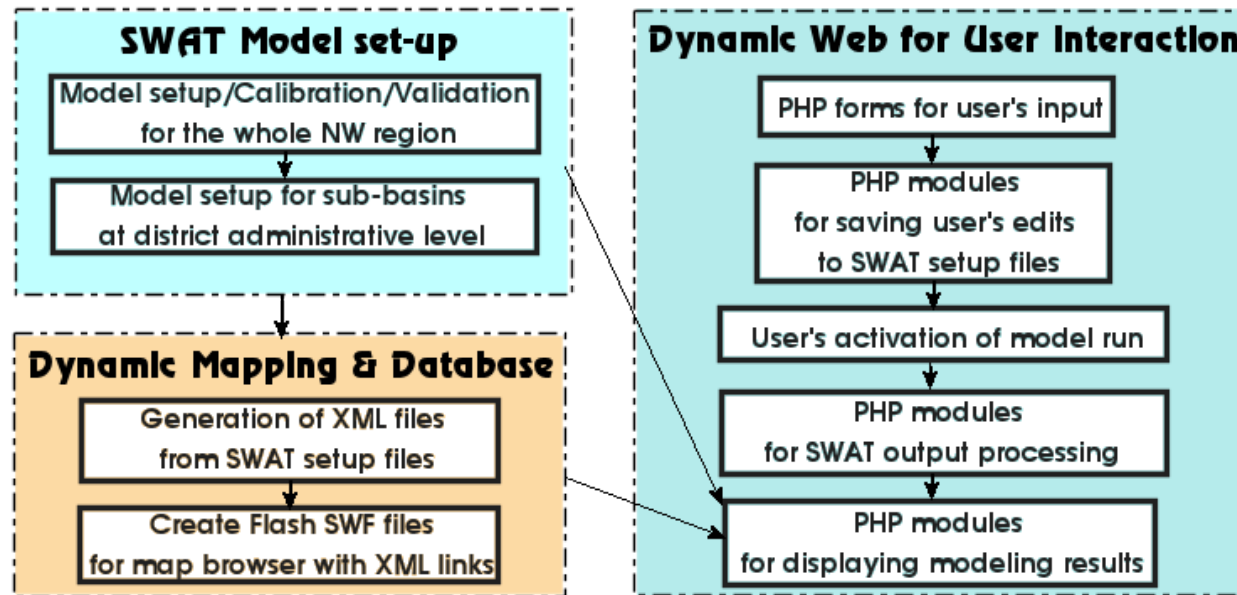 SWAT Model set-up
Model setup/Calibration/Validation
for the whole NW region
Model setup for sub-basins
at district administrative level
Dynamic Mapping & Database
Generation of XML files
from SWAT setup files
Create Flash SWF files
for map browser with XML links
Dynamic Web for User Interaction
PHP forms for user's input
PHP modules
for saving user's edits
to SWAT setup files
User's activation of model run
PHP modules
for SWAT output processing
PHP modules
for displaying modeling results